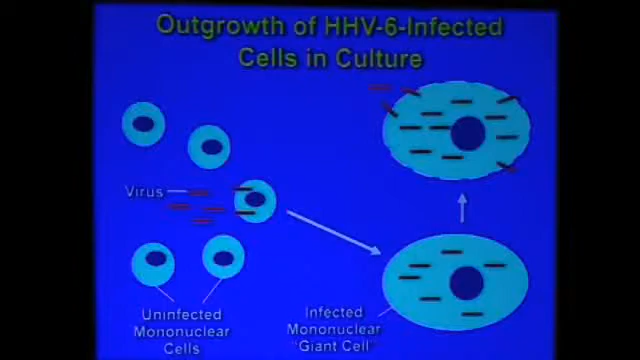 Outgrowth of HHV-6-Infected
Cells in Culture
Virus
Uninfected
Mononuclear
Cells
Infected
Mononuclear
"Giant Cell"